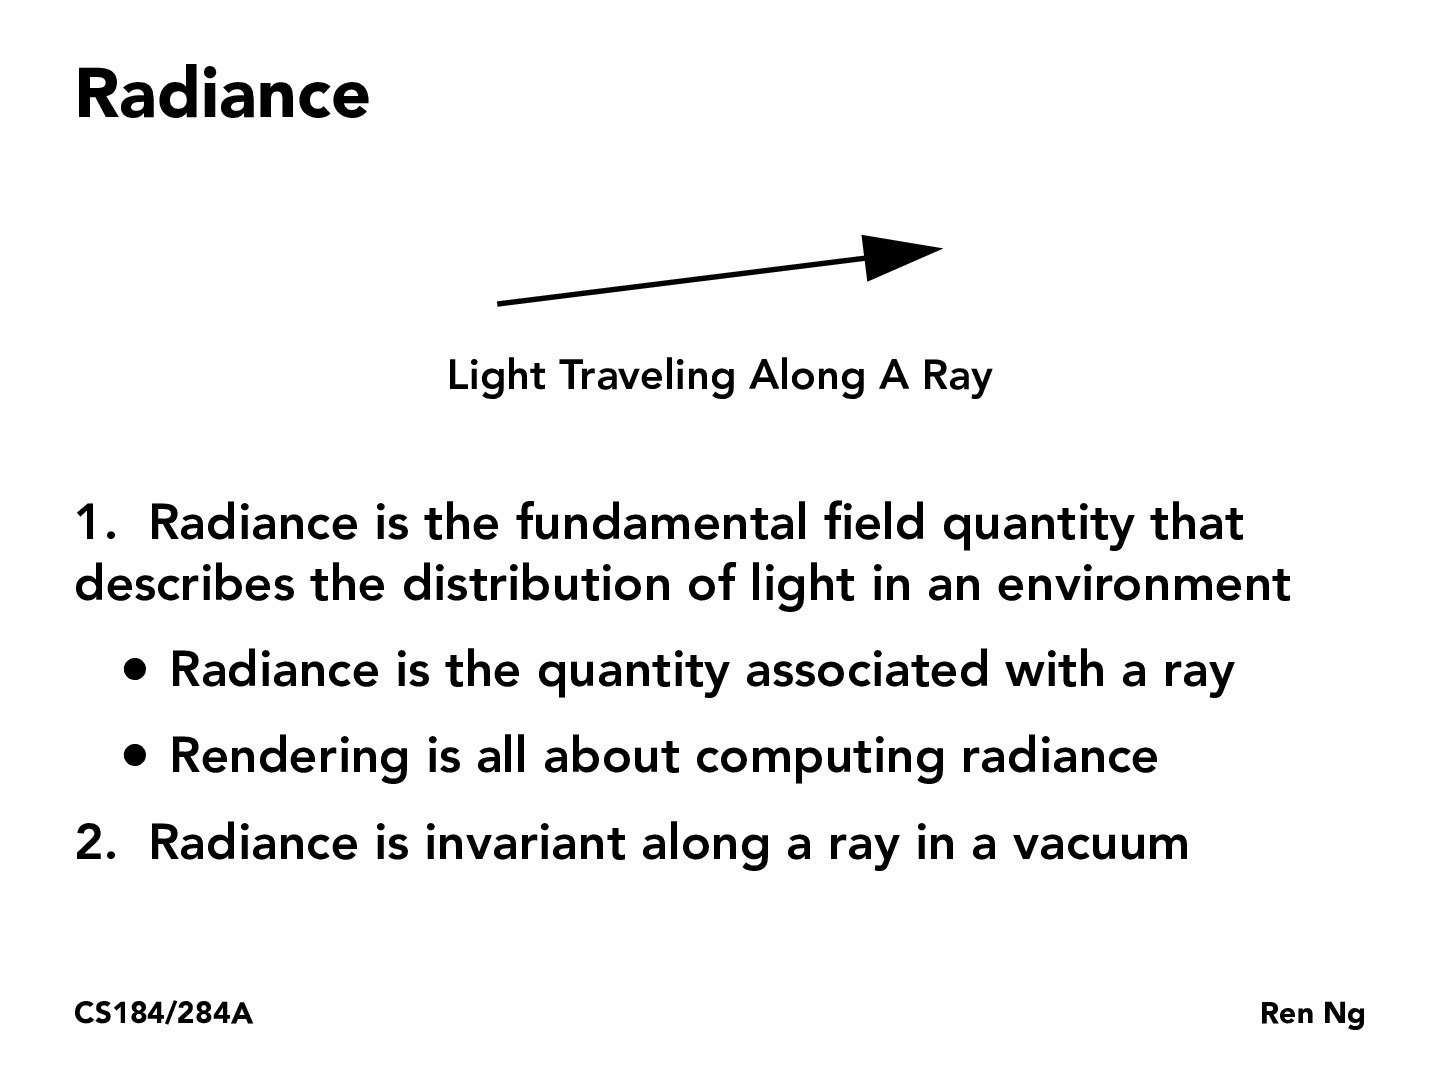 Radiance
Light Traveling Along A Ray
1. Radiance is the fundamental field quantity that
describes the distribution of light in an environment
• Radiance is the quantity associated with a ray
• Rendering is all about computing radiance
2. Radiance is invariant along a ray in a vacuum
CS184/284A
Ren Ng